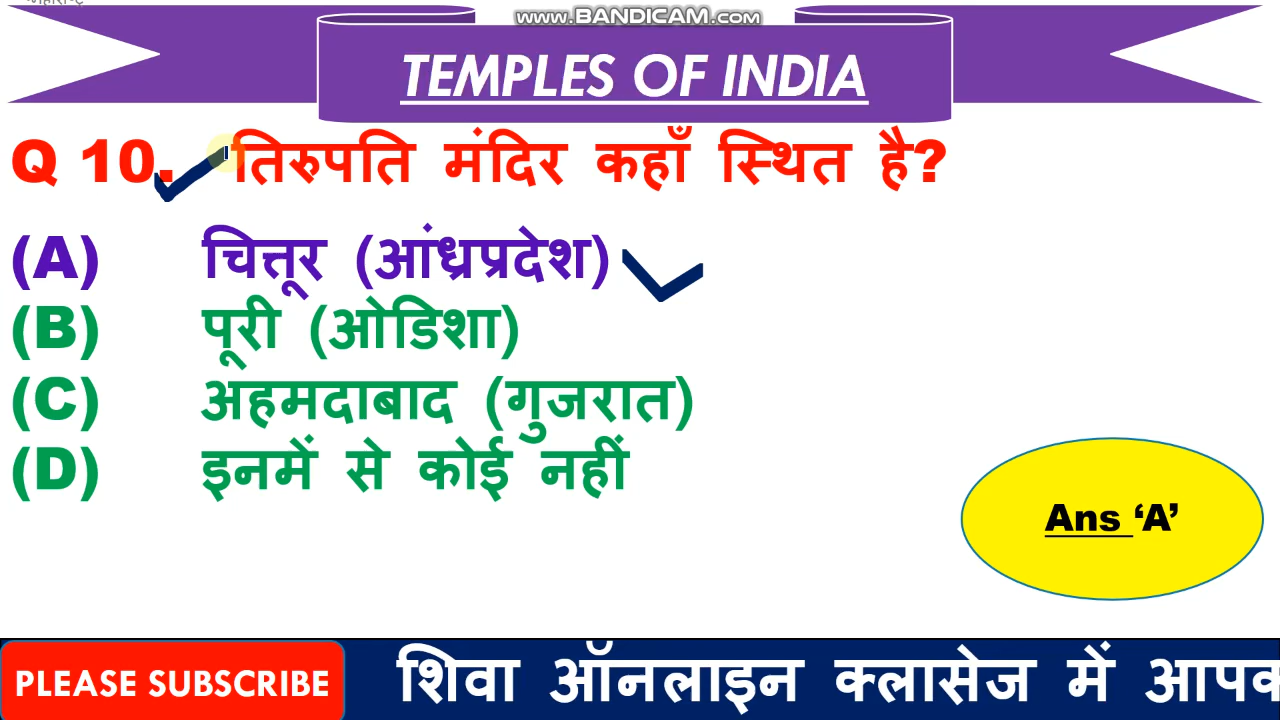 www.BANDICAM.com
TEMPLES OF INDIA
Q 10. तिरुपति मंदिर कहाँ स्थित है?
(A) चित्तूर (आंध्रप्रदेश)
(B) पूरी (ओडिशा)
(C) अहमदाबाद (गुजरात)
(D) इनमें से कोई नहीं
Ans ‘A’
PLEASE SUBSCRIBE
शिवा ऑनलाइन क्लासेज में आपक